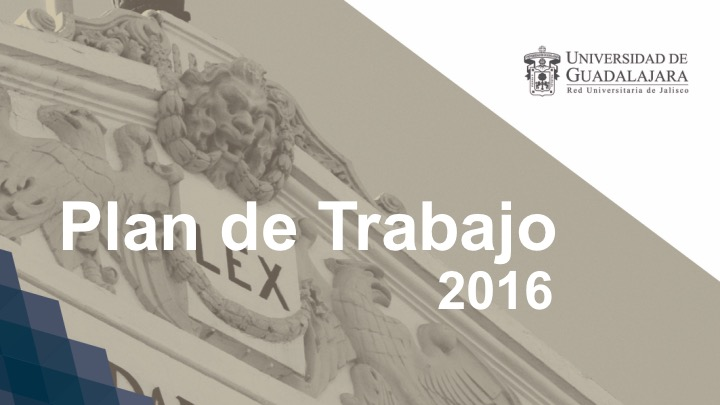 UNIVERSIDAD DE
GUADALAJARA
Red Universitaria de Jalisco
Plan de Trabajo
LEX
2016